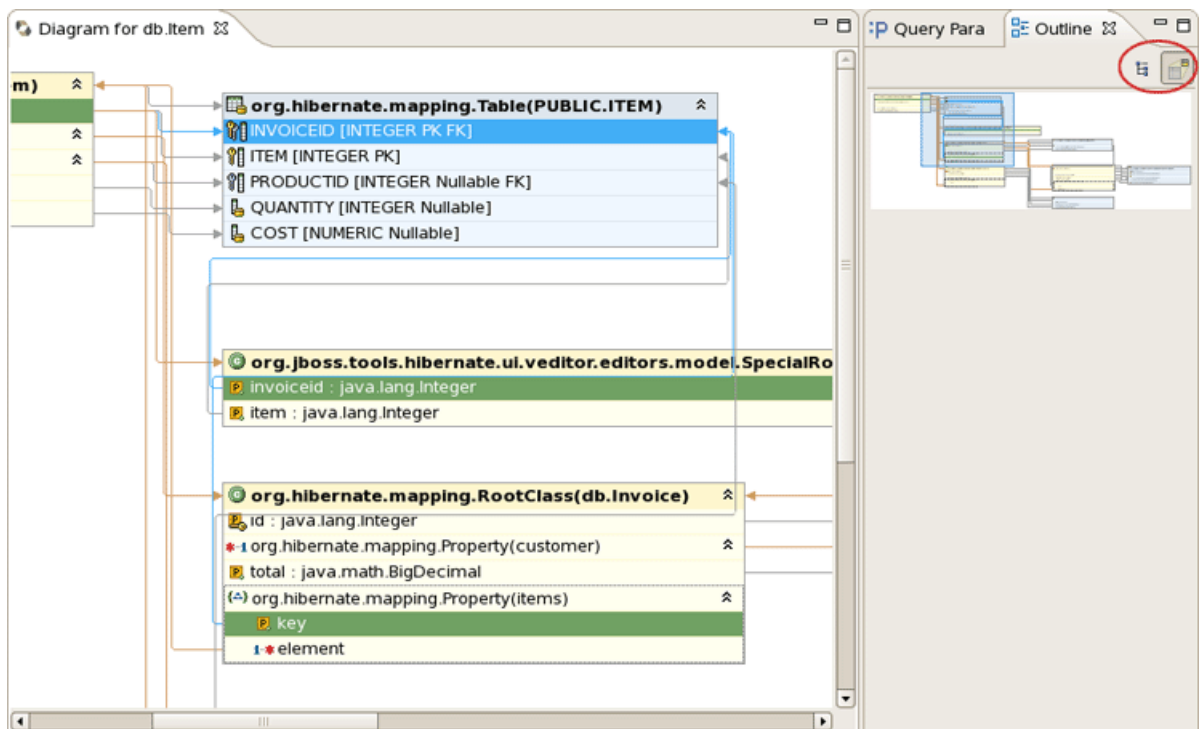 Diagram for db.Item
Query Para
Outline
m)
org.hibernate.mapping.Table(PUBLIC.ITEM)
INVOICEID [INTEGER PK FK]
ITEM [INTEGER PK]
PRODUCTID [INTEGER Nullable FK]
QUANTITY [INTEGER Nullable]
COST [NUMERIC Nullable]
org.jboss.tools.hibernate.ui.veditor.editors.model.SpecialRo
invoiceid : java.lang.Integer
item : java.lang.Integer
org.hibernate.mapping.RootClass(db.Invoice)
id : java.lang.Integer
org.hibernate.mapping.Property(customer)
total : java.math.BigDecimal
org.hibernate.mapping.Property(items)
key
element